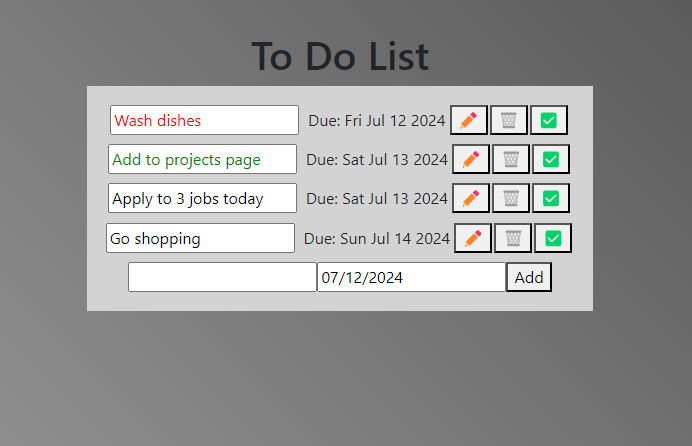 To Do List
Wash dishes Due: Fri Jul 12 2024
Add to projects page Due: Sat Jul 13 2024
Apply to 3 jobs today Due: Sat Jul 13 2024
Go shopping Due: Sun Jul 14 2024
07/12/2024 Add